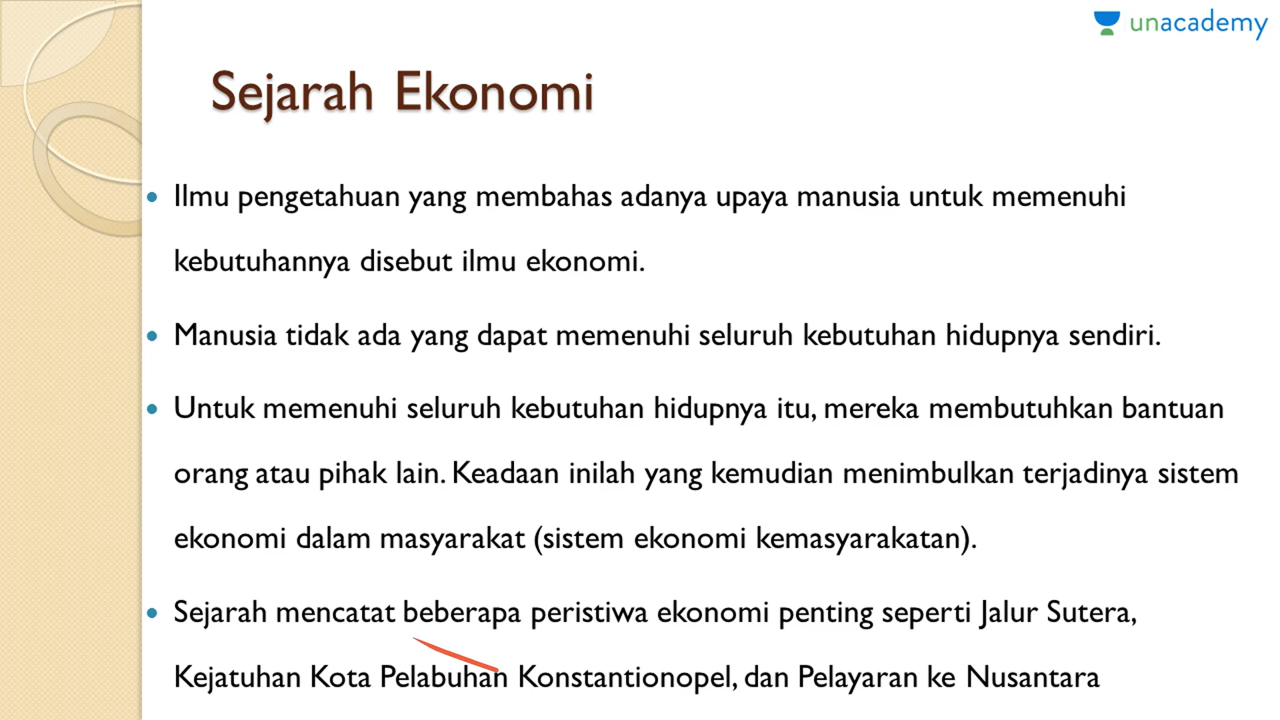 unacademy
Sejarah Ekonomi
• Ilmu pengetahuan yang membahas adanya upaya manusia untuk memenuhi
kebutuhannya disebut ilmu ekonomi.
• Manusia tidak ada yang dapat memenuhi seluruh kebutuhan hidupnya sendiri.
• Untuk memenuhi seluruh kebutuhan hidupnya itu, mereka membutuhkan bantuan
orang atau pihak lain. Keadaan inilah yang kemudian menimbulkan terjadinya sistem
ekonomi dalam masyarakat (sistem ekonomi kemasyarakatan).
• Sejarah mencatat beberapa peristiwa ekonomi penting seperti Jalur Sutera,
Kejatuhan Kota Pelabuhan Konstantionopel, dan Pelayaran ke Nusantara